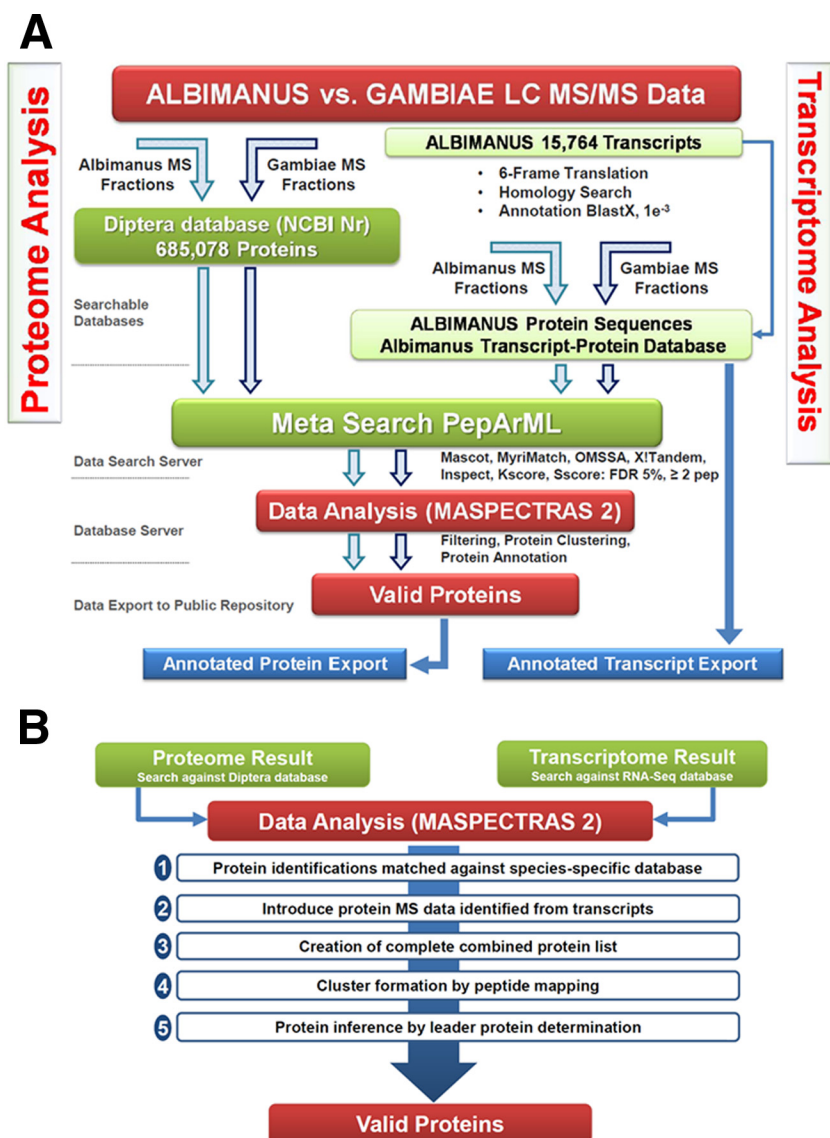 A
Proteome Analysis
Transcriptome Analysis
ALBIMANUS vs. GAMBIAE LC MS/MS Data
Albimanus MS
Fractions
Gambiae MS
Fractions
ALBIMANUS 15,764 Transcripts
• 6-Frame Translation
• Homology Search
• Annotation BlastX, 1e-3
Diptera database (NCBI Nr)
685,078 Proteins
Albimanus MS
Fractions
Gambiae MS
Fractions
Searchable
Databases
ALBIMANUS Protein Sequences
Albimanus Transcript-Protein Database
Meta Search PepArML
Data Search Server
Mascot, MyriMatch, OMSSA, X!Tandem,
Inspect, Kscore, Sscore: FDR 5%, ≥ 2 pep
Data Analysis (MASPECTRAS 2)
Database Server
Filtering, Protein Clustering,
Protein Annotation
Valid Proteins
Data Export to Public Repository
Annotated Protein Export
Annotated Transcript Export
B
Proteome Result
Search against Diptera database
Transcriptome Result
Search against RNA-Seq database
Data Analysis (MASPECTRAS 2)
1 Protein identifications matched against species-specific database
2 Introduce protein MS data identified from transcripts
3 Creation of complete combined protein list
4 Cluster formation by peptide mapping
5 Protein inference by leader protein determination
Valid Proteins